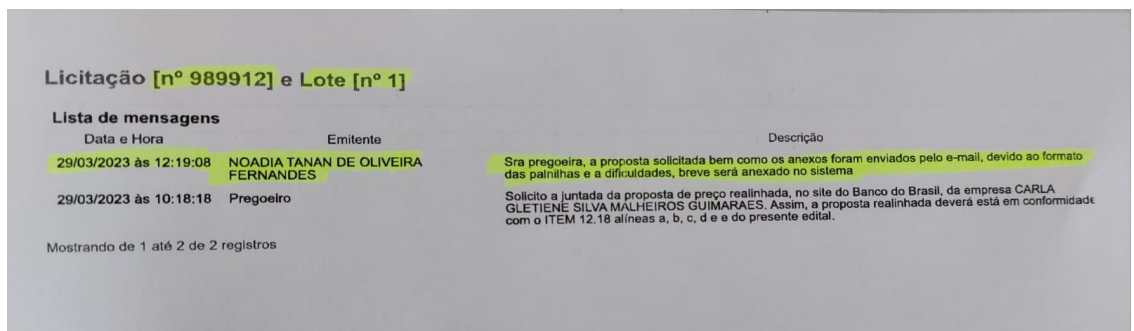 Licitação [nº 989912] e Lote [nº 1]
Lista de mensagens
Data e Hora Emitente Descrição
29/03/2023 às 12:19:08 NOADIA TANAN DE OLIVEIRA FERNANDES
Sra pregoeira, a proposta solicitada bem como os anexos foram enviados pelo e-mail, devido ao formato
das palnilhas e a dificuldades, breve será anexado no sistema
29/03/2023 às 10:18:18 Pregoeiro
Solicito a juntada da proposta de preço realinhada, no site do Banco do Brasil, da empresa CARLA
GLETIENE SILVA MALHEIROS GUIMARAES. Assim, a proposta realinhada deverá está em conformidade
com o ITEM 12.18 alíneas a, b, c, d e e do presente edital.
Mostrando de 1 até 2 de 2 registros